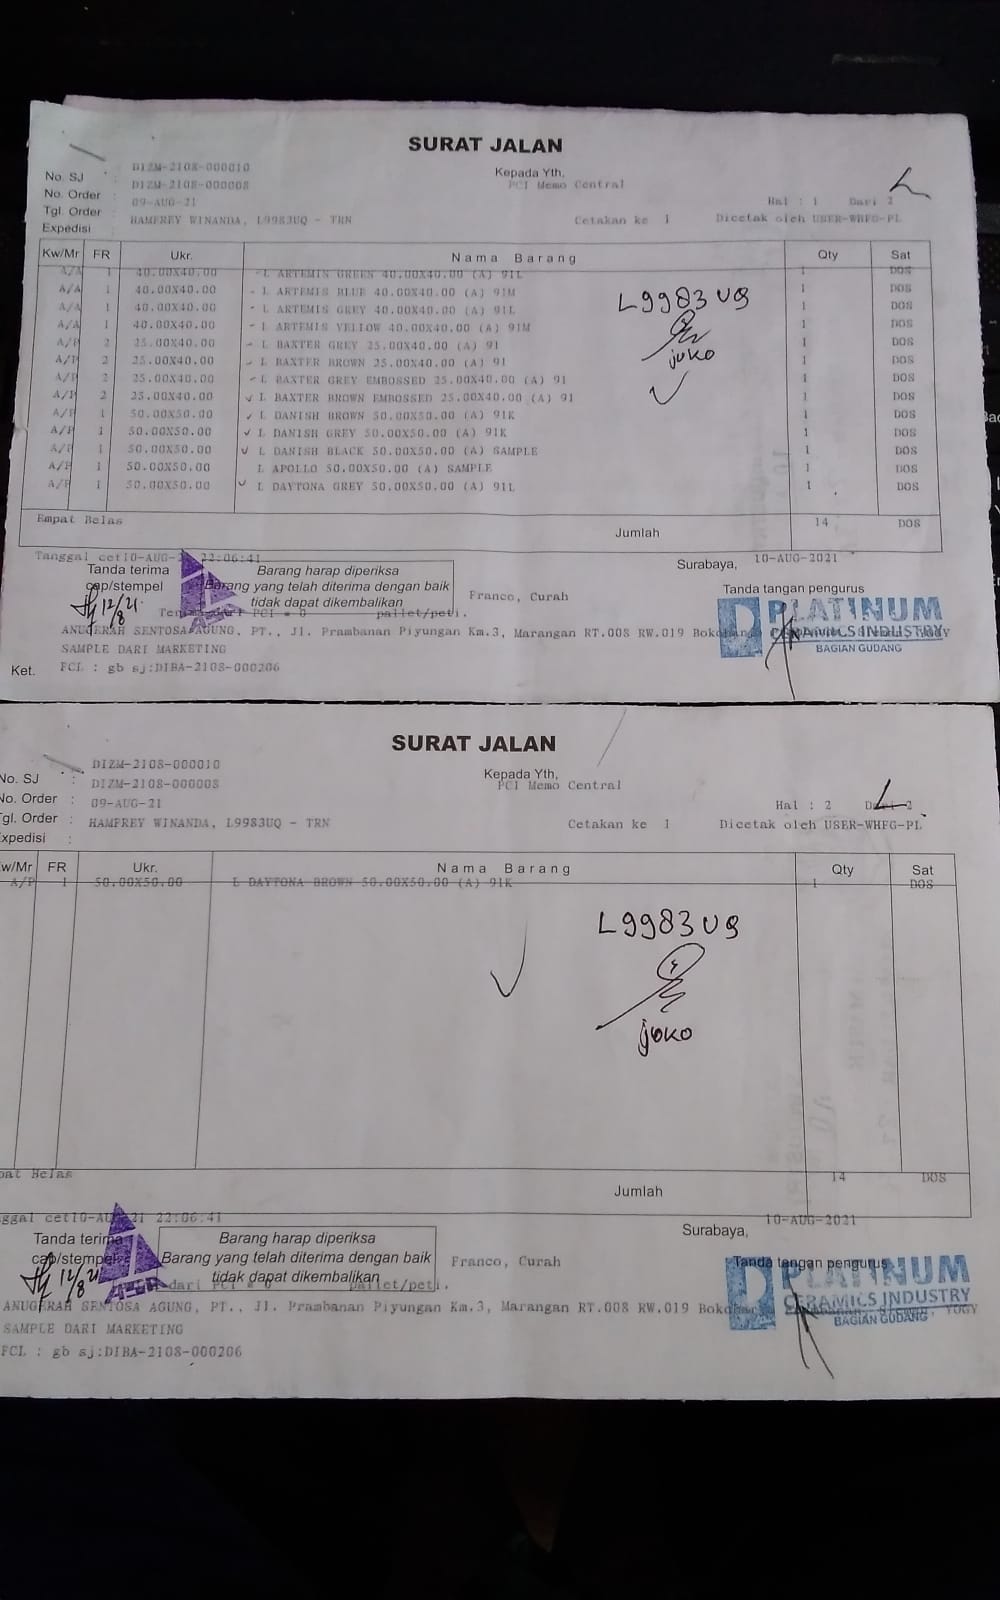 SURAT JALAN
No. SJ : DIZM-2108-000010
Kepada Yth,
No. Order : DIZM-2108-000008
PCI Memo Central
Tgl. Order : 09-AUG-21
Hal : 1 Dari 2
Expedisi : HAMFREY WINANDA, L9983UQ - TRN
Cetakan ke 1 Dicetak oleh USER-WHFG-PL
Kw/Mr FR Ukr. Nama Barang Qty Sat
A/A 1 40.00X40.00 L ARTEMIS GREEN 40.00X40.00 (A) 91L 1 DOS
A/A 1 40.00X40.00 L ARTEMIS BLUE 40.00X40.00 (A) 91M 1 DOS
A/A 1 40.00X40.00 L ARTEMIS GREY 40.00X40.00 (A) 91L 1 DOS
A/A 1 40.00X40.00 L ARTEMIS YELLOW 40.00X40.00 (A) 91M 1 DOS
A/P 2 25.00X40.00 L BAXTER GREY 25.00X40.00 (A) 91 1 DOS
A/P 2 25.00X40.00 L BAXTER BROWN 25.00X40.00 (A) 91 1 DOS
A/P 2 25.00X40.00 L BAXTER GREY EMBOSSED 25.00X40.00 (A) 91 1 DOS
A/P 2 25.00X40.00 L BAXTER BROWN EMBOSSED 25.00X40.00 (A) 91 1 DOS
A/P 1 50.00X50.00 L DANISH BROWN 50.00X50.00 (A) 91K 1 DOS
A/P 1 50.00X50.00 L DANISH GREY 50.00X50.00 (A) 91K 1 DOS
A/P 1 50.00X50.00 L DANISH BLACK 50.00X50.00 (A) SAMPLE 1 DOS
A/P 1 50.00X50.00 L APOLLO 50.00X50.00 (A) SAMPLE 1 DOS
A/P 1 50.00X50.00 L DAYTONA GREY 50.00X50.00 (A) 91L 1 DOS
L9983UQ
joko
Empat Belas
Jumlah 14 DOS
Tanggal cet10-AUG-21 22:06:41
Surabaya, 10-AUG-2021
Tanda terima
cap/stempel
12/8 21
Barang harap diperiksa
Barang yang telah diterima dengan baik
tidak dapat dikembalikan
Franco, Curah
Tanda tangan pengurus
PLATINUM
CERAMICS INDUSTRY
BAGIAN GUDANG
dari PCI = 0 pallet/peti.
ANUGERAH SENTOSA AGUNG, PT., Jl. Prambanan Piyungan Km.3, Marangan RT.008 RW.019
SAMPLE DARI MARKETING
Ket. FCL : gb sj:DIBA-2108-000206
SURAT JALAN
No. SJ : DIZM-2108-000010
Kepada Yth,
No. Order : DIZM-2108-000008
PCI Memo Central
Tgl. Order : 09-AUG-21
Hal : 2 Dari 2
xpedisi : HAMFREY WINANDA, L9983UQ - TRN
Cetakan ke 1 Dicetak oleh USER-WHFG-PL
w/Mr FR Ukr. Nama Barang Qty Sat
A/P 1 50.00X50.00 L DAYTONA BROWN 50.00X50.00 (A) 91K 1 DOS
L9983UQ
joko
pat Belas
Jumlah 14 DOS
ggal cet10-AUG-21 22:06:41
Surabaya, 10-AUG-2021
Tanda terima
cap/stempel
12/8 21
ASA
Barang harap diperiksa
Barang yang telah diterima dengan baik
tidak dapat dikembalikan
Franco, Curah
Tanda tangan pengurus
PLATINUM
CERAMICS INDUSTRY
BAGIAN GUDANG
dari PCI = 0 pallet/peti.
ANUGERAH SENTOSA AGUNG, PT., Jl. Prambanan Piyungan Km.3, Marangan RT.008 RW.019
SAMPLE DARI MARKETING
FCL : gb sj:DIBA-2108-000206